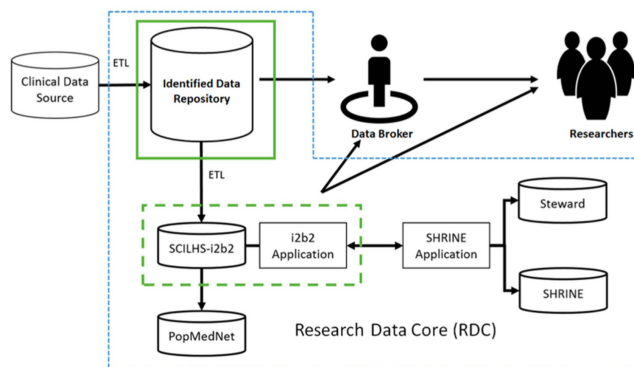 ETL
Clinical Data
Source
Identified Data
Repository
Data Broker
Researchers
ETL
SCILHS-i2b2
i2b2
Application
SHRINE
Application
Steward
SHRINE
PopMedNet
Research Data Core (RDC)